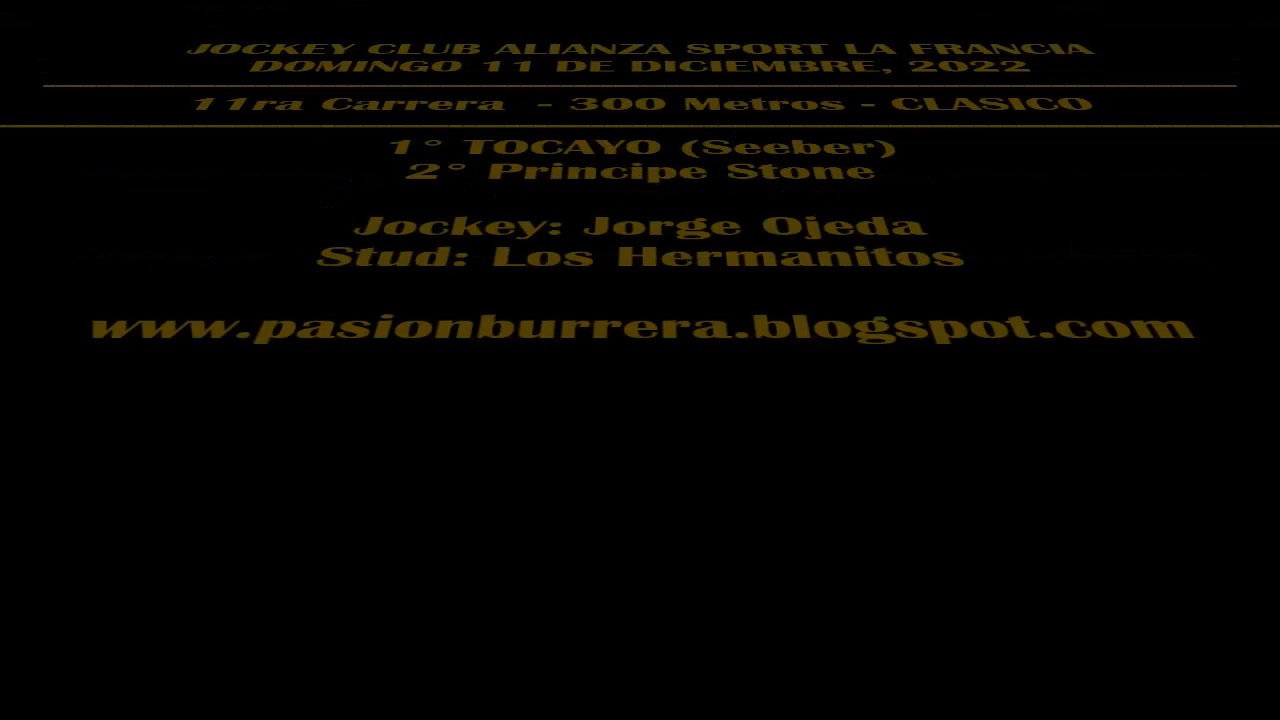 JOCKEY CLUB ALIANZA SPORT LA FRANCIA
DOMINGO 11 DE DICIEMBRE, 2022
11ra Carrera - 300 Metros - CLASICO
1° TOCAYO (Seeber)
2° Principe Stone
Jockey: Jorge Ojeda
Stud: Los Hermanitos
www.pasionburrera.blogspot.com